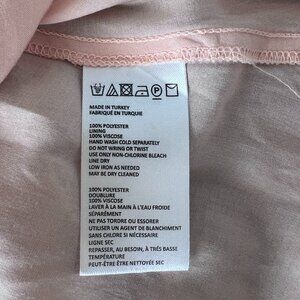 MADE IN TURKEY
FABRIQUÉ EN TURQUIE
100% POLYESTER
LINING
100% VISCOSE
HAND WASH COLD SEPARATELY
DO NOT WRING OR TWIST
USE ONLY NON-CHLORINE BLEACH
LINE DRY
LOW IRON AS NEEDED
MAY BE DRY CLEANED
100% POLYESTER
DOUBLURE
100% VISCOSE
LAVER À LA MAIN À L'EAU FROIDE
SÉPARÉMENT
NE PAS TORDRE OU ESSORER
UTILISER UN AGENT DE BLANCHIMENT
SANS CHLORE SI NÉCESSAIRE
LIGNE SEC
REPASSER, AU BESOIN, À TRÈS BASSE
TEMPÉRATURE
PEUT-ÊTRE NETTOYÉE SEC